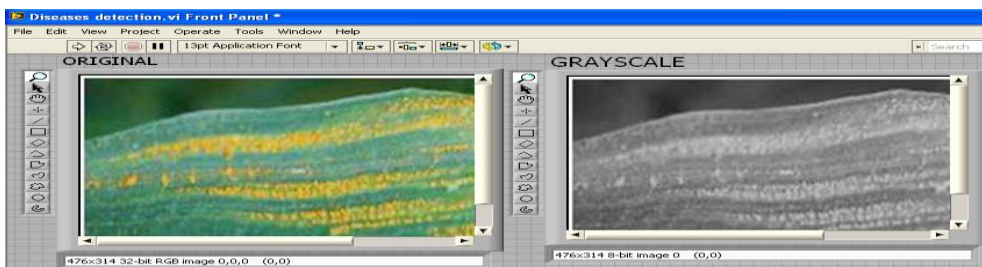 Diseases detection.vi Front Panel *
File Edit View Project Operate Tools Window Help
13pt Application Font
Search
ORIGINAL
GRAYSCALE
476x314 32-bit RGB image 0,0,0 (0,0)
476x314 8-bit image 0 (0,0)